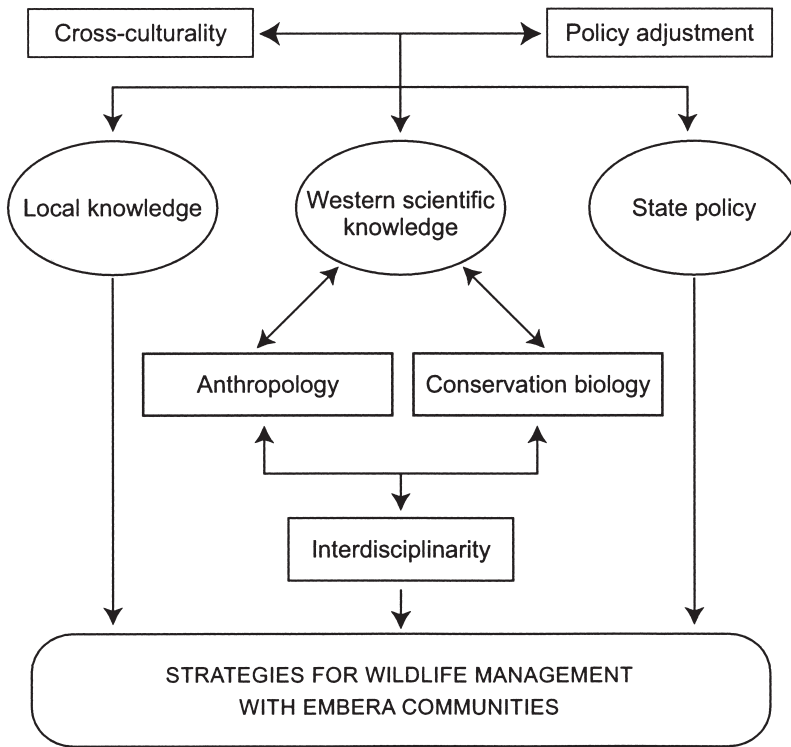 Cross-culturality
Policy adjustment
Local knowledge
Western scientific
knowledge
State policy
Anthropology
Conservation biology
Interdisciplinarity
STRATEGIES FOR WILDLIFE MANAGEMENT
WITH EMBERA COMMUNITIES